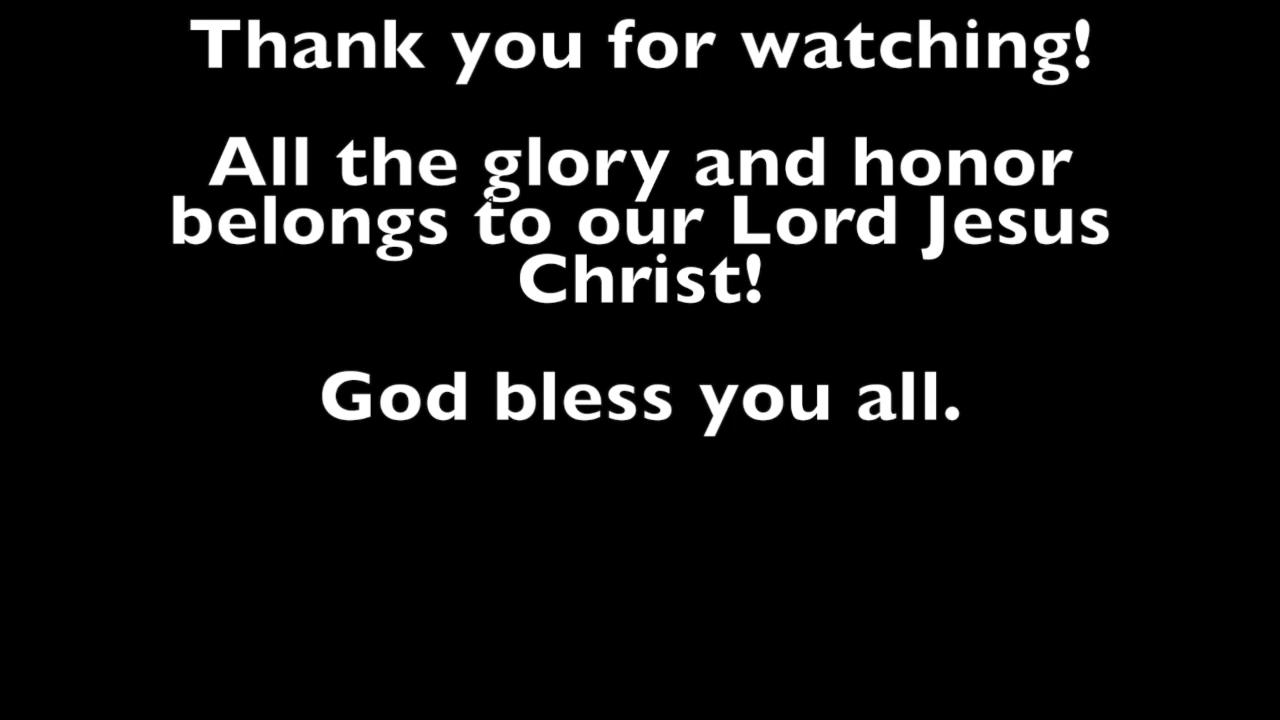 Thank you for watching!
All the glory and honor
belongs to our Lord Jesus
Christ!
God bless you all.